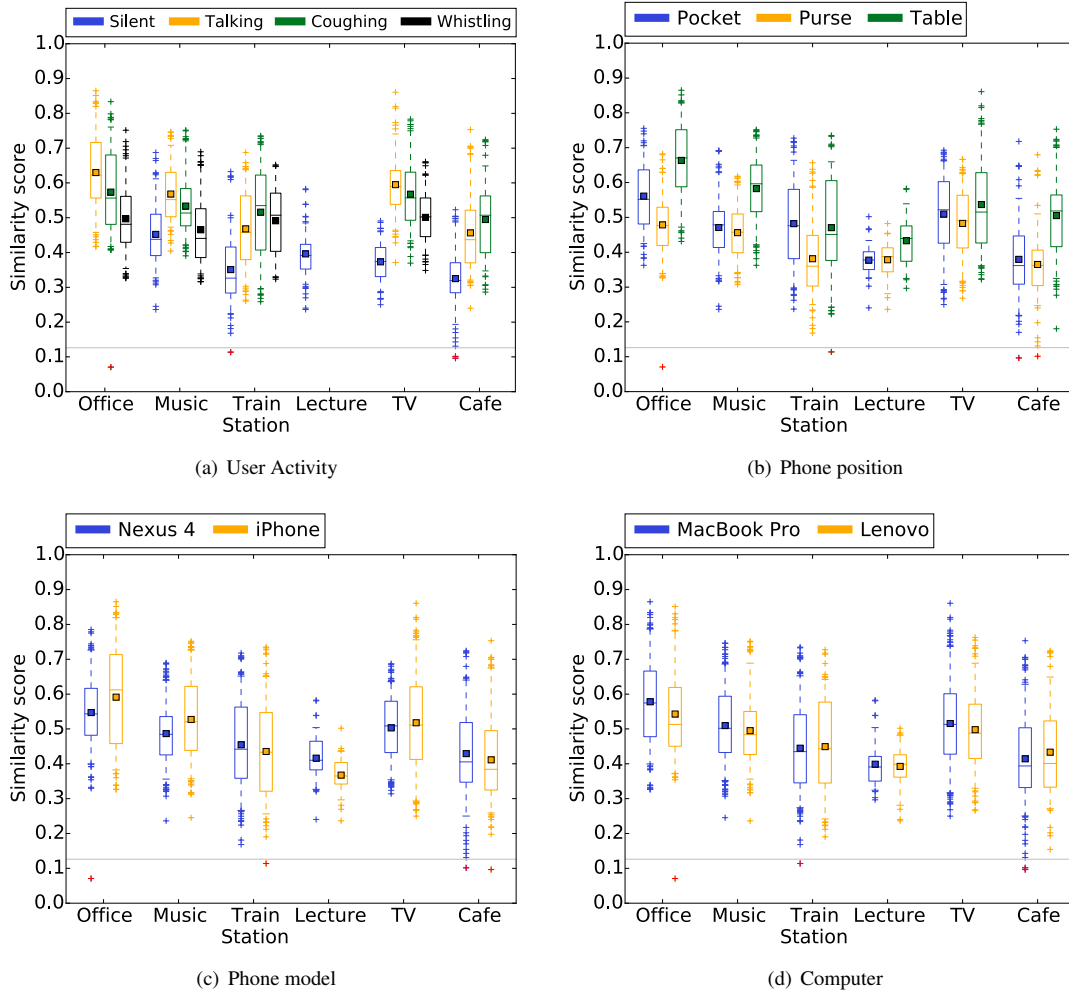 Silent Talking Coughing Whistling
1.0
0.9
0.8
0.7
0.6
0.5
0.4
0.3
0.2
0.1
0.0
Similarity score
Office Music Train Lecture TV Cafe
Station
(a) User Activity
Pocket Purse Table
1.0
0.9
0.8
0.7
0.6
0.5
0.4
0.3
0.2
0.1
0.0
Similarity score
Office Music Train Lecture TV Cafe
Station
(b) Phone position
Nexus 4 iPhone
1.0
0.9
0.8
0.7
0.6
0.5
0.4
0.3
0.2
0.1
0.0
Similarity score
Office Music Train Lecture TV Cafe
Station
(c) Phone model
MacBook Pro Lenovo
1.0
0.9
0.8
0.7
0.6
0.5
0.4
0.3
0.2
0.1
0.0
Similarity score
Office Music Train Lecture TV Cafe
Station
(d) Computer